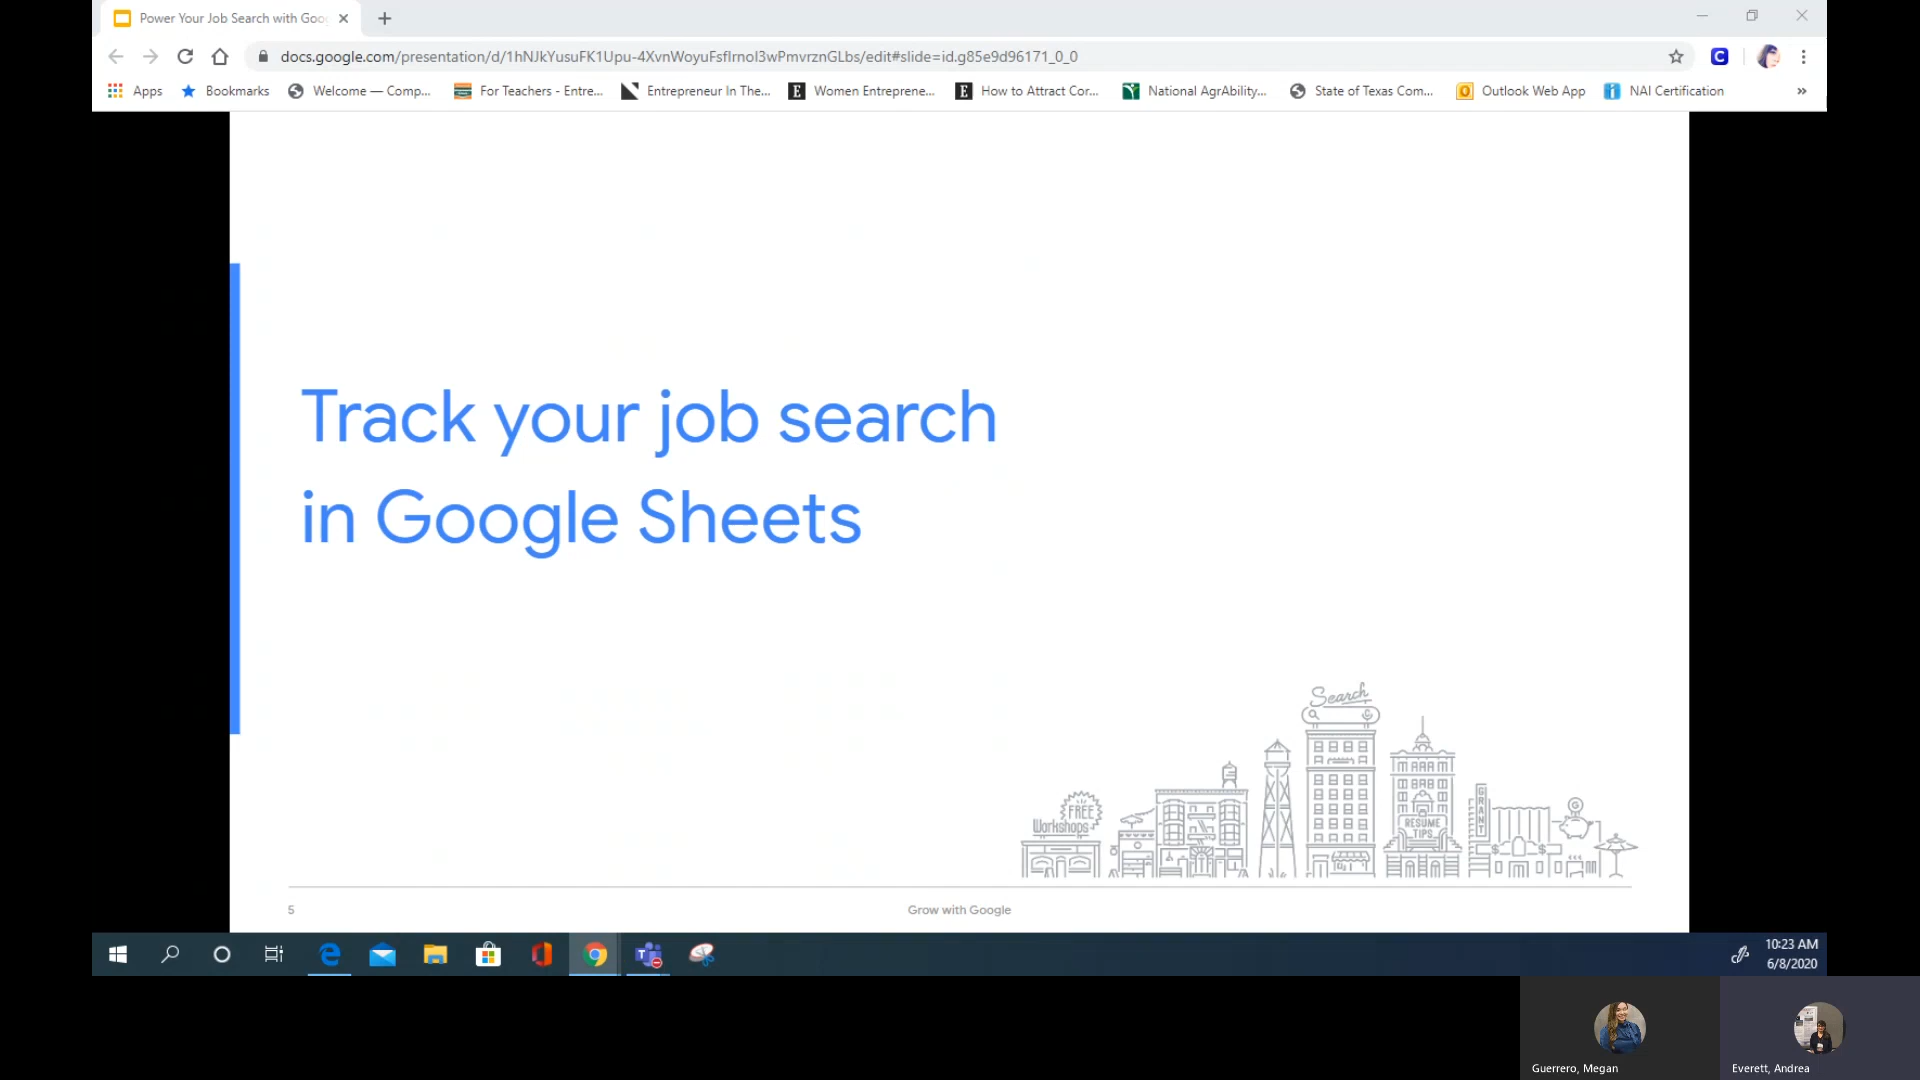 Power Your Job Search with Goo
docs.google.com/presentation/d/1hNJkYusuFK1Upu-4XvnWoyuFsfIrnoI3wPmvrznGLbs/edit#slide=id.g85e9d96171_0_0
Apps Bookmarks Welcome — Comp... For Teachers - Entre... Entrepreneur In The... Women Entreprene... How to Attract Cor... National AgrAbility... State of Texas Com... Outlook Web App NAI Certification »
Track your job search
in Google Sheets
Search
FREE
Workshops
RESUME
TIPS
GRANT
5 Grow with Google
10:23 AM
6/8/2020
Guerrero, Megan Everett, Andrea